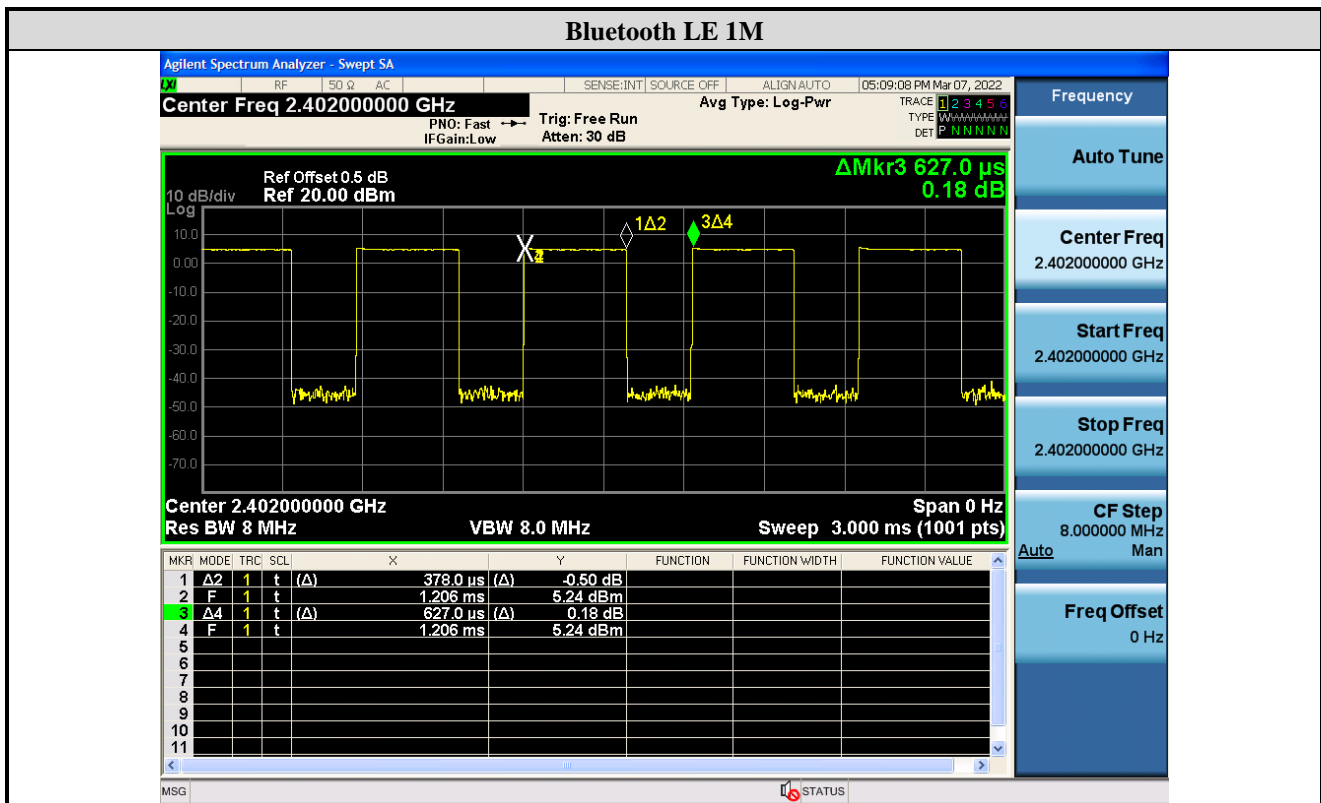 Bluetooth LE 1M
Agilent Spectrum Analyzer - Swept SA
LXI RF 50 Ω AC SENSE:INT SOURCE OFF ALIGN AUTO 05:09:08 PM Mar 07, 2022
Center Freq 2.402000000 GHz
PNO: Fast
IFGain:Low
Trig: Free Run
Atten: 30 dB
Avg Type: Log-Pwr
TRACE 1 2 3 4 5 6
TYPE
DET P N N N N N
Frequency
Auto Tune
Center Freq
2.402000000 GHz
Start Freq
2.402000000 GHz
Stop Freq
2.402000000 GHz
CF Step
8.000000 MHz
Auto Man
Freq Offset
0 Hz
ΔMkr3 627.0 µs
0.18 dB
Ref Offset 0.5 dB
10 dB/div Ref 20.00 dBm
Log
10.0
0.00
-10.0
-20.0
-30.0
-40.0
-50.0
-60.0
-70.0
1Δ2
3Δ4
Center 2.402000000 GHz Span 0 Hz
Res BW 8 MHz VBW 8.0 MHz Sweep 3.000 ms (1001 pts)
MKR MODE TRC SCL X Y FUNCTION FUNCTION WIDTH FUNCTION VALUE
1 Δ2 1 t (Δ) 378.0 µs (Δ) -0.50 dB
2 F 1 t 1.206 ms 5.24 dBm
3 Δ4 1 t (Δ) 627.0 µs (Δ) 0.18 dB
4 F 1 t 1.206 ms 5.24 dBm
5
6
7
8
9
10
11
MSG STATUS